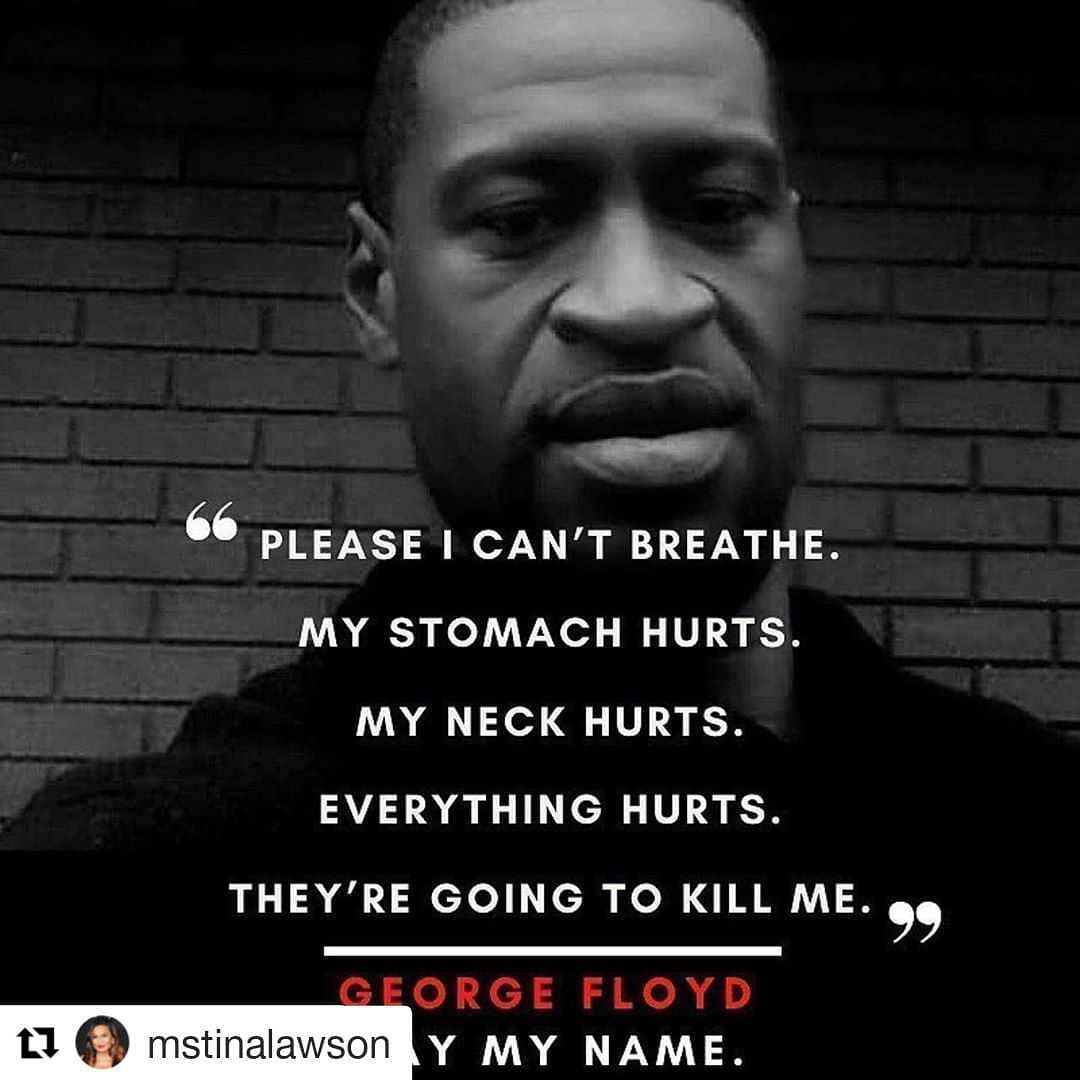 “ PLEASE I CAN’T BREATHE.
MY STOMACH HURTS.
MY NECK HURTS.
EVERYTHING HURTS.
THEY’RE GOING TO KILL ME. ”
GEORGE FLOYD
AY MY NAME.
mstinalawson